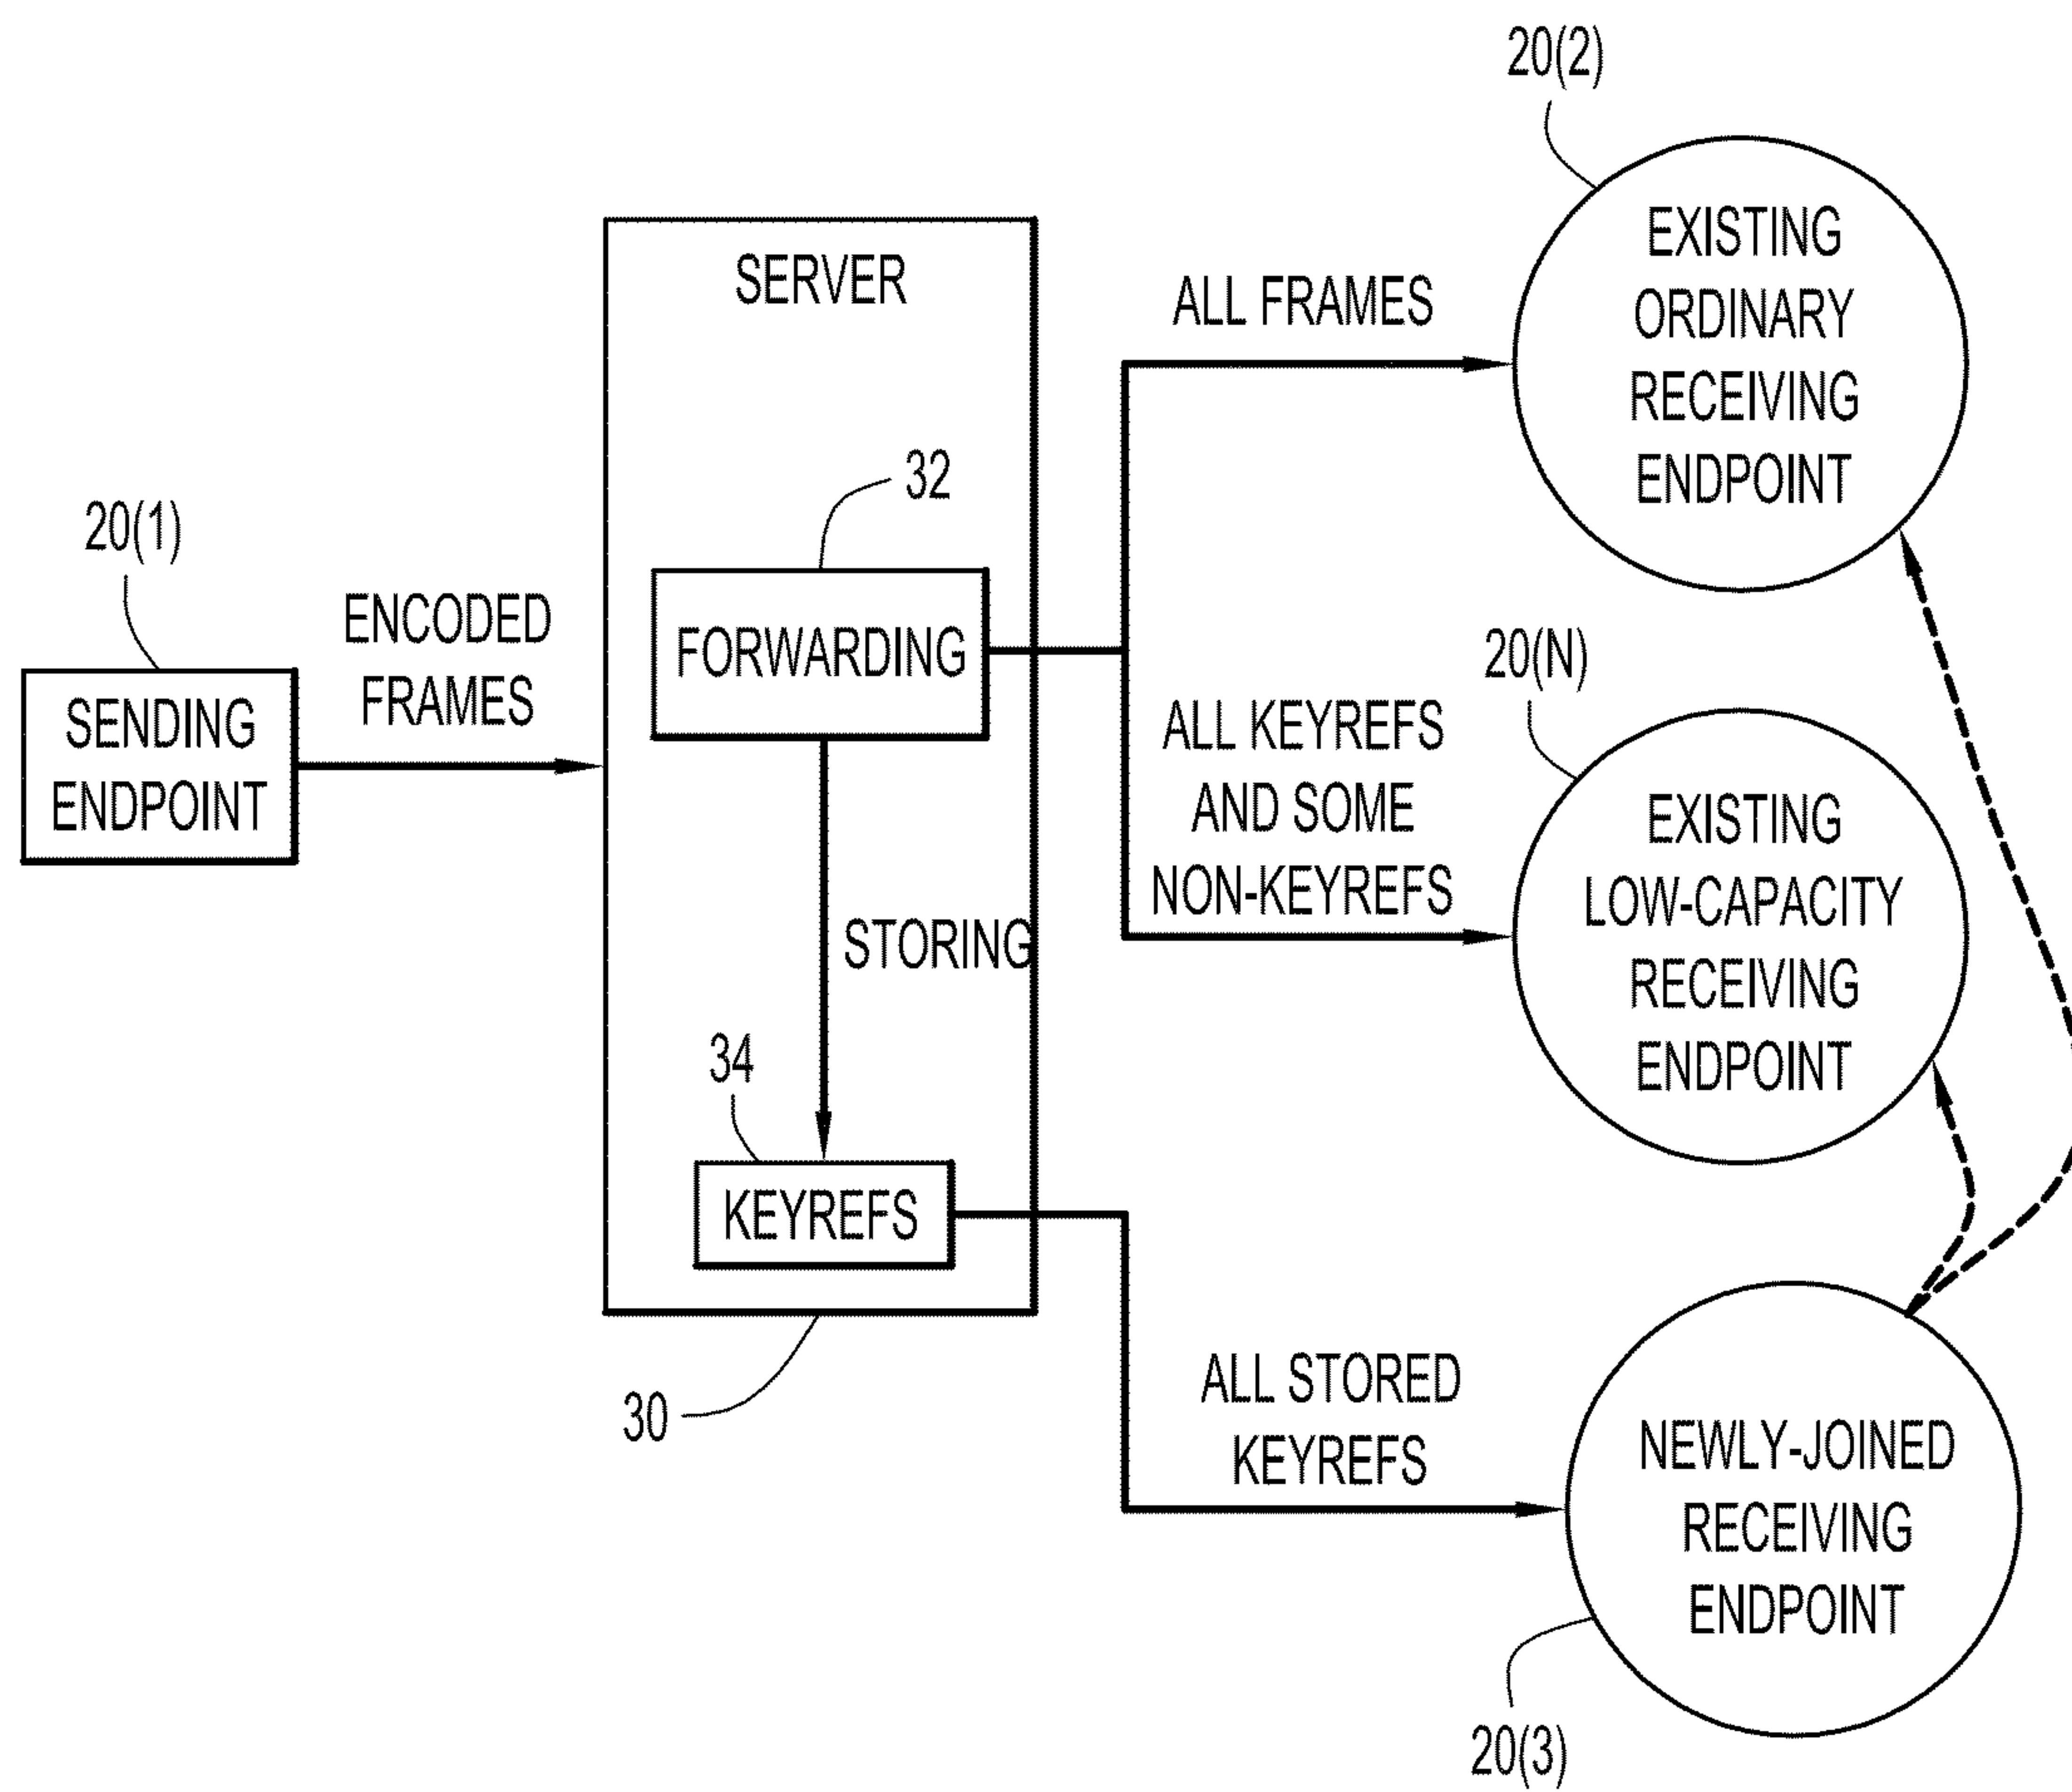 20(1)
SENDING
ENDPOINT
ENCODED
FRAMES
SERVER
32
FORWARDING
STORING
34
KEYREFS
30
ALL FRAMES
20(2)
EXISTING
ORDINARY
RECEIVING
ENDPOINT
ALL KEYREFS
AND SOME
NON-KEYREFS
20(N)
EXISTING
LOW-CAPACITY
RECEIVING
ENDPOINT
ALL STORED
KEYREFS
NEWLY-JOINED
RECEIVING
ENDPOINT
20(3)